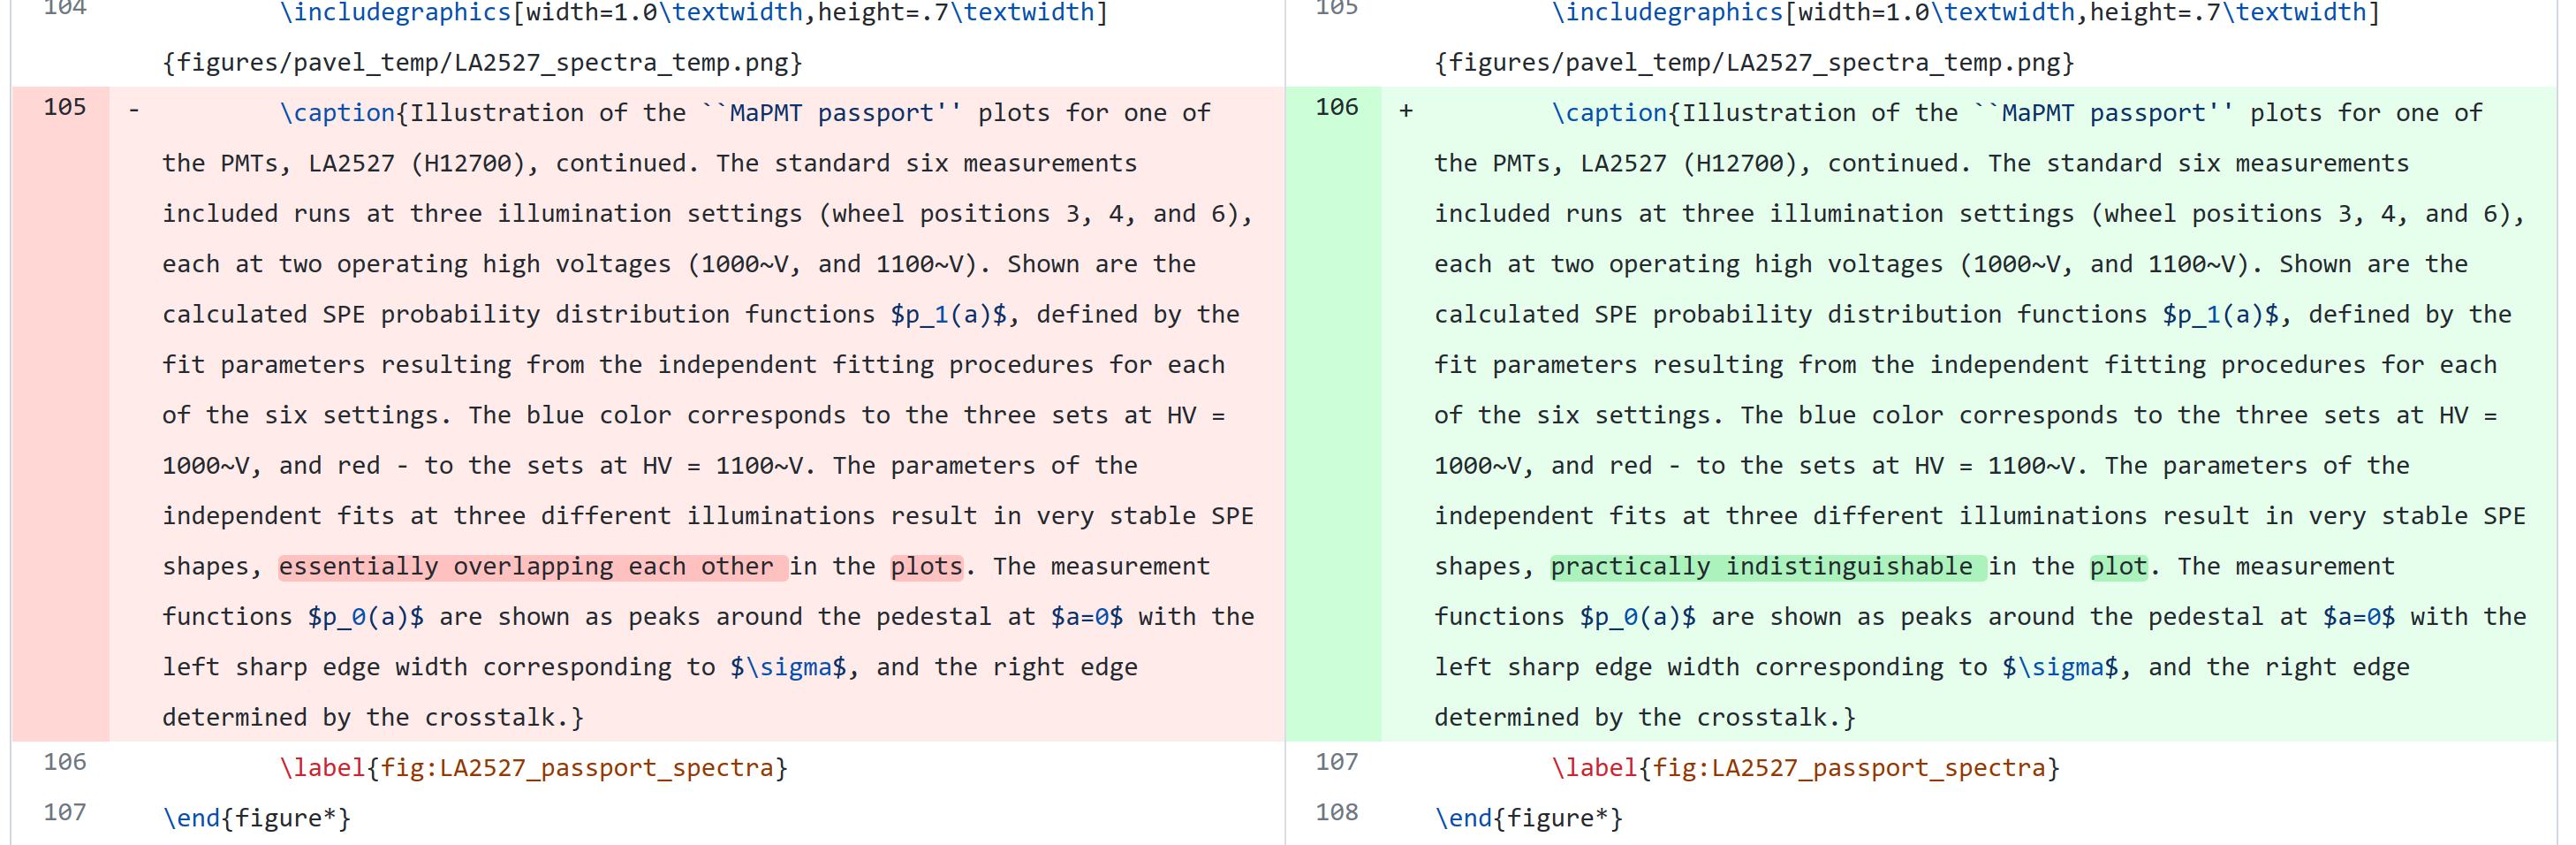 104 \includegraphics[width=1.0\textwidth,height=.7\textwidth]
{figures/pavel_temp/LA2527_spectra_temp.png}
105 - \caption{Illustration of the ``MaPMT passport'' plots for one of
the PMTs, LA2527 (H12700), continued. The standard six measurements
included runs at three illumination settings (wheel positions 3, 4, and 6),
each at two operating high voltages (1000~V, and 1100~V). Shown are the
calculated SPE probability distribution functions $p_1(a)$, defined by the
fit parameters resulting from the independent fitting procedures for each
of the six settings. The blue color corresponds to the three sets at HV =
1000~V, and red - to the sets at HV = 1100~V. The parameters of the
independent fits at three different illuminations result in very stable SPE
shapes, essentially overlapping each other in the plots. The measurement
functions $p_0(a)$ are shown as peaks around the pedestal at $a=0$ with the
left sharp edge width corresponding to $\sigma$, and the right edge
determined by the crosstalk.}
106 \label{fig:LA2527_passport_spectra}
107 \end{figure*}
105 \includegraphics[width=1.0\textwidth,height=.7\textwidth]
{figures/pavel_temp/LA2527_spectra_temp.png}
106 + \caption{Illustration of the ``MaPMT passport'' plots for one of
the PMTs, LA2527 (H12700), continued. The standard six measurements
included runs at three illumination settings (wheel positions 3, 4, and 6),
each at two operating high voltages (1000~V, and 1100~V). Shown are the
calculated SPE probability distribution functions $p_1(a)$, defined by the
fit parameters resulting from the independent fitting procedures for each
of the six settings. The blue color corresponds to the three sets at HV =
1000~V, and red - to the sets at HV = 1100~V. The parameters of the
independent fits at three different illuminations result in very stable SPE
shapes, practically indistinguishable in the plot. The measurement
functions $p_0(a)$ are shown as peaks around the pedestal at $a=0$ with the
left sharp edge width corresponding to $\sigma$, and the right edge
determined by the crosstalk.}
107 \label{fig:LA2527_passport_spectra}
108 \end{figure*}